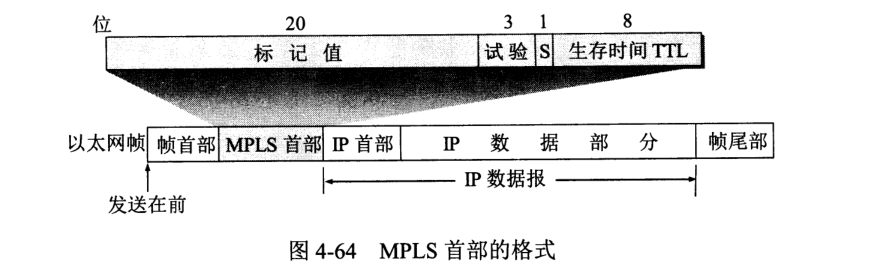 位 20 3 1 8
标记值 试验 S 生存时间 TTL
以太网帧 帧首部 MPLS 首部 IP 首部 IP 数据部分 帧尾部
IP 数据报
发送在前
图 4-64 MPLS 首部的格式